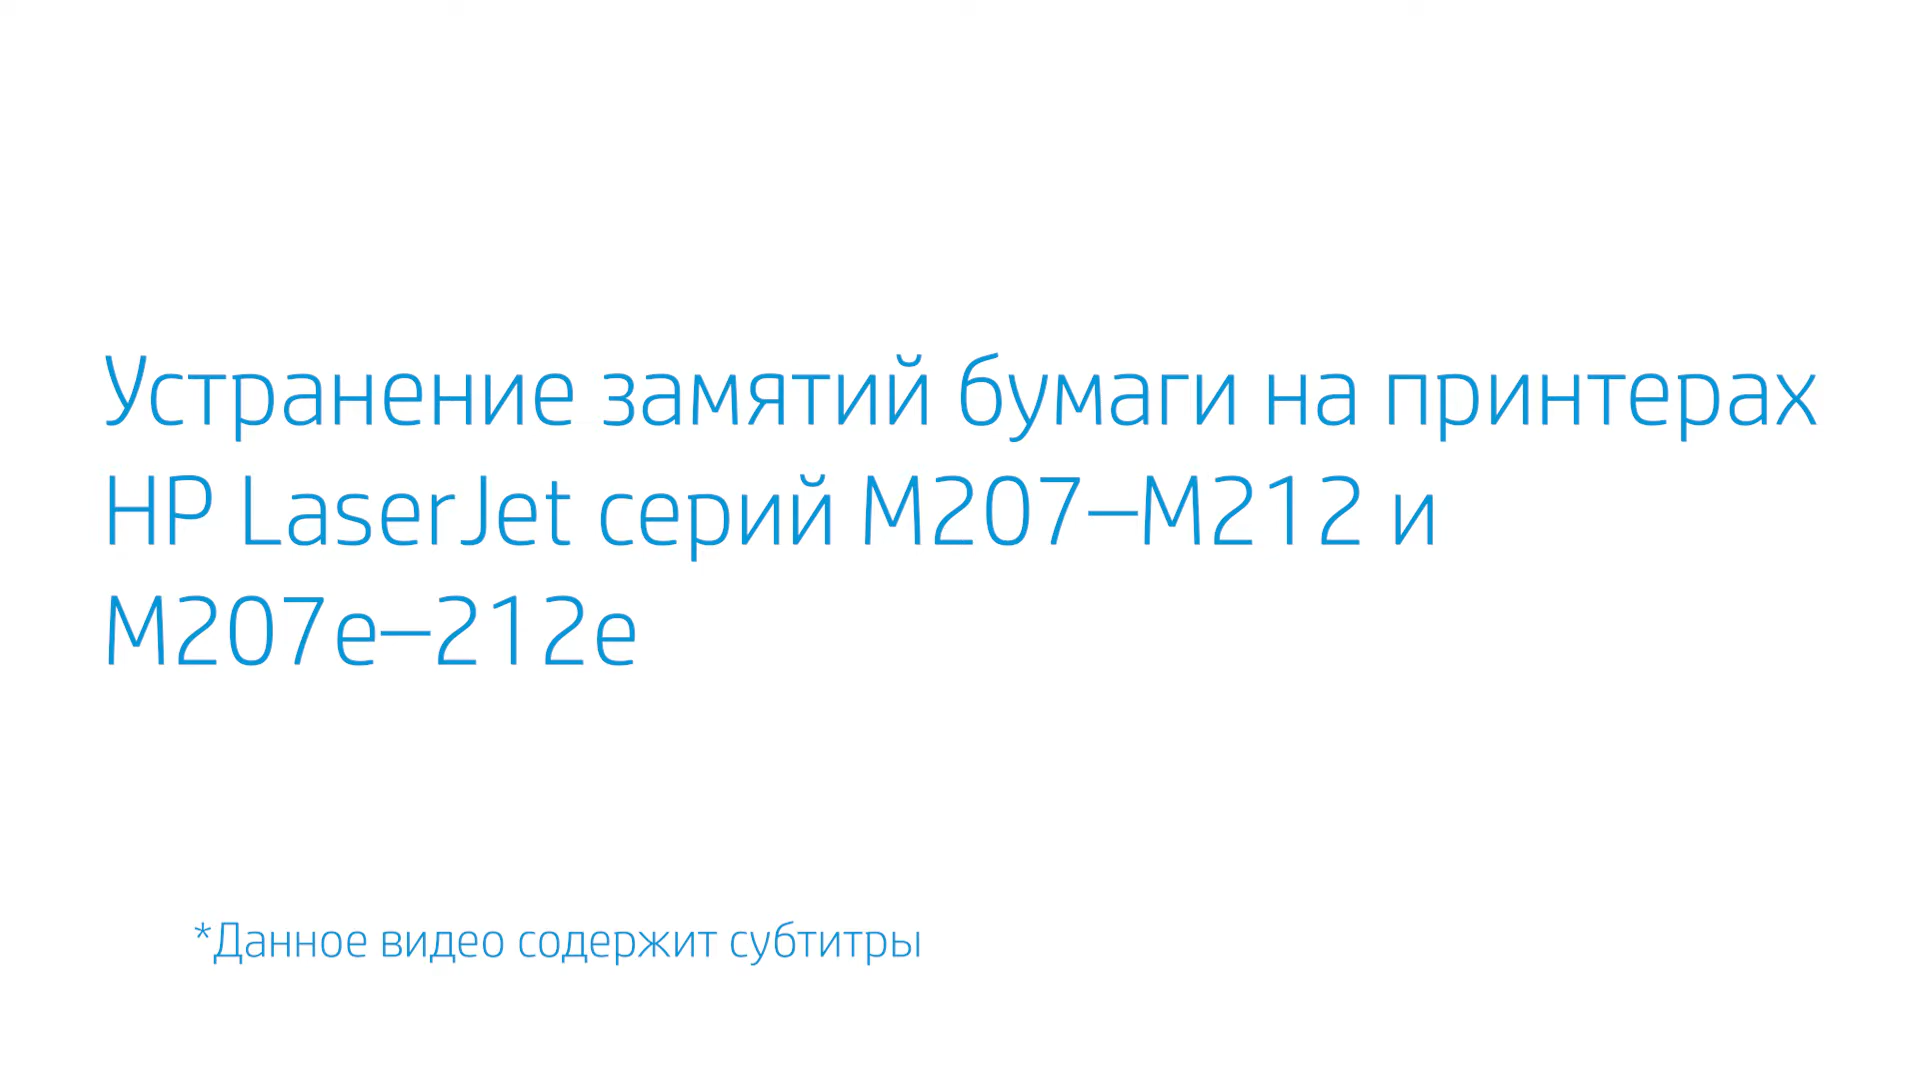 Устранение замятий бумаги на принтерах
HP LaserJet серий M207–M212 и
M207e–212e
*Данное видео содержит субтитры